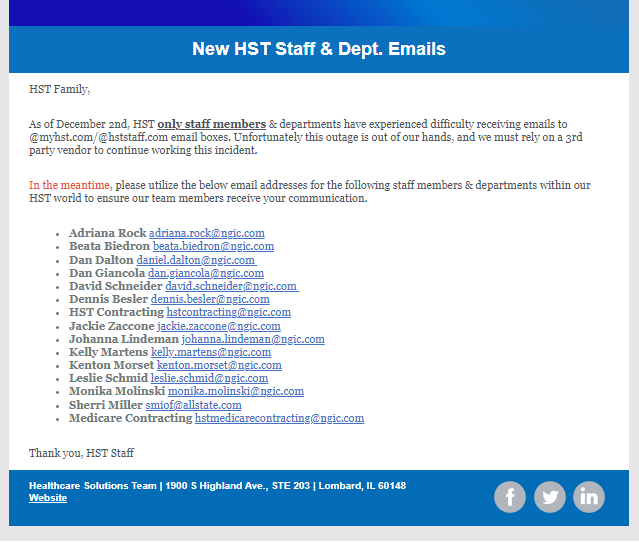 New HST Staff & Dept. Emails
HST Family,
As of December 2nd, HST only staff members & departments have experienced difficulty receiving emails to
@myhst.com/@hststaff.com email boxes. Unfortunately this outage is out of our hands, and we must rely on a 3rd
party vendor to continue working this incident.
In the meantime, please utilize the below email addresses for the following staff members & departments within our
HST world to ensure our team members receive your communication.
• Adriana Rock adriana.rock@ngic.com
• Beata Biedron beata.biedron@ngic.com
• Dan Dalton daniel.dalton@ngic.com
• Dan Giancola dan.giancola@ngic.com
• David Schneider david.schneider@ngic.com
• Dennis Besler dennis.besler@ngic.com
• HST Contracting hstcontracting@ngic.com
• Jackie Zaccone jackie.zaccone@ngic.com
• Johanna Lindeman johanna.lindeman@ngic.com
• Kelly Martens kelly.martens@ngic.com
• Kenton Morset kenton.morset@ngic.com
• Leslie Schmid leslie.schmid@ngic.com
• Monika Molinski monika.molinski@ngic.com
• Sherri Miller smiof@allstate.com
• Medicare Contracting hstmedicarecontracting@ngic.com
Thank you, HST Staff
Healthcare Solutions Team | 1900 S Highland Ave., STE 203 | Lombard, IL 60148
Website